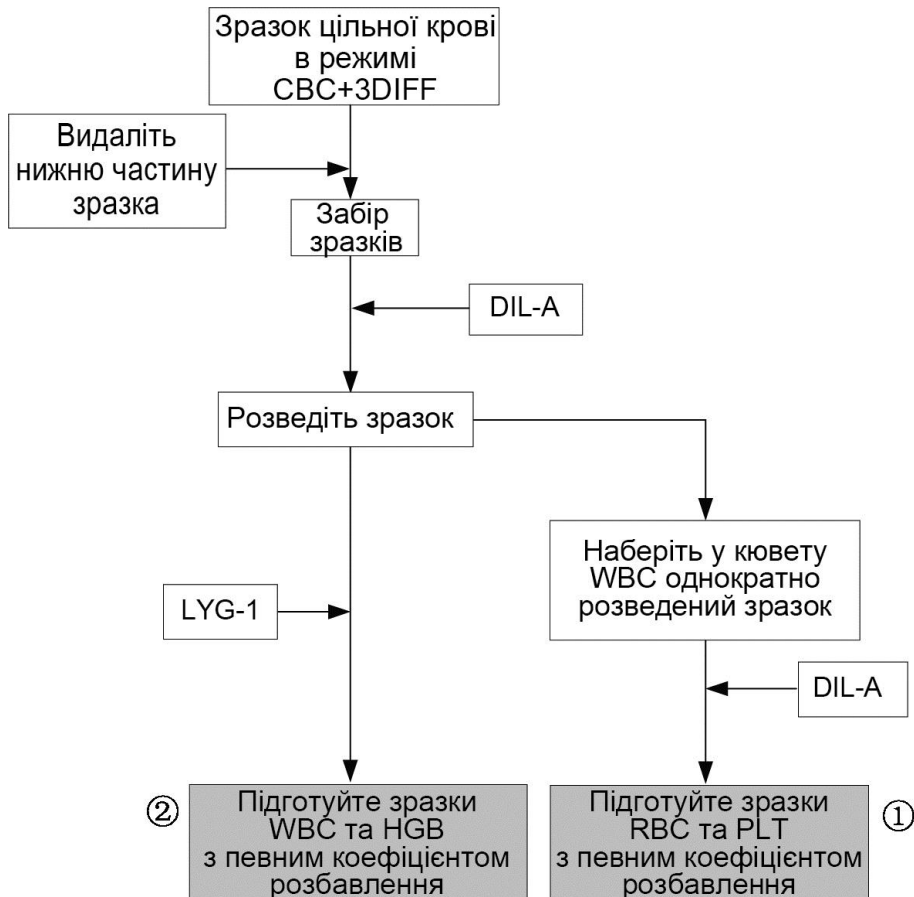 Зразок цільної крові
в режимі
CBC+3DIFF
Видаліть
нижню частину
зразка
Забір
зразків
DIL-A
Розведіть зразок
Наберіть у кювету
WBC однократно
розведений зразок
LYG-1
DIL-A
②
Підготуйте зразки
WBC та HGB
з певним коефіцієнтом
розбавлення
Підготуйте зразки
RBC та PLT
з певним коефіцієнтом
розбавлення
①